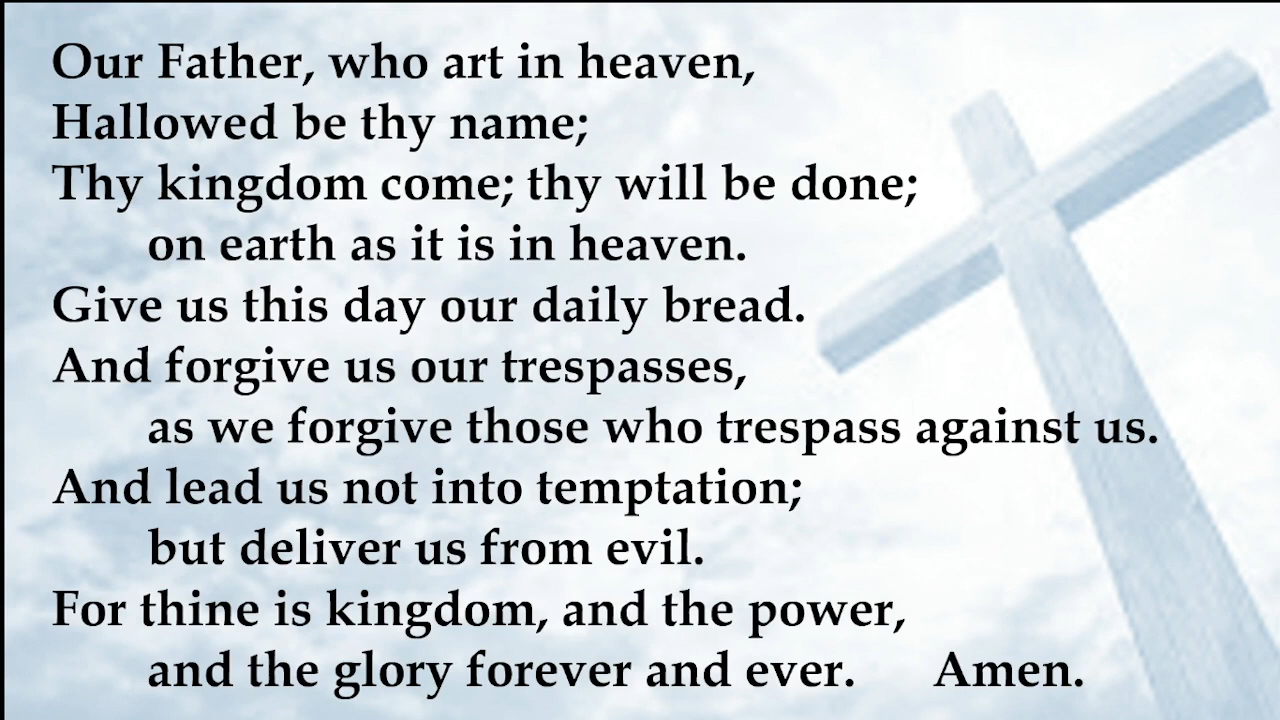 Our Father, who art in heaven,
Hallowed be thy name;
Thy kingdom come; thy will be done;
on earth as it is in heaven.
Give us this day our daily bread.
And forgive us our trespasses,
as we forgive those who trespass against us.
And lead us not into temptation;
but deliver us from evil.
For thine is kingdom, and the power,
and the glory forever and ever. Amen.